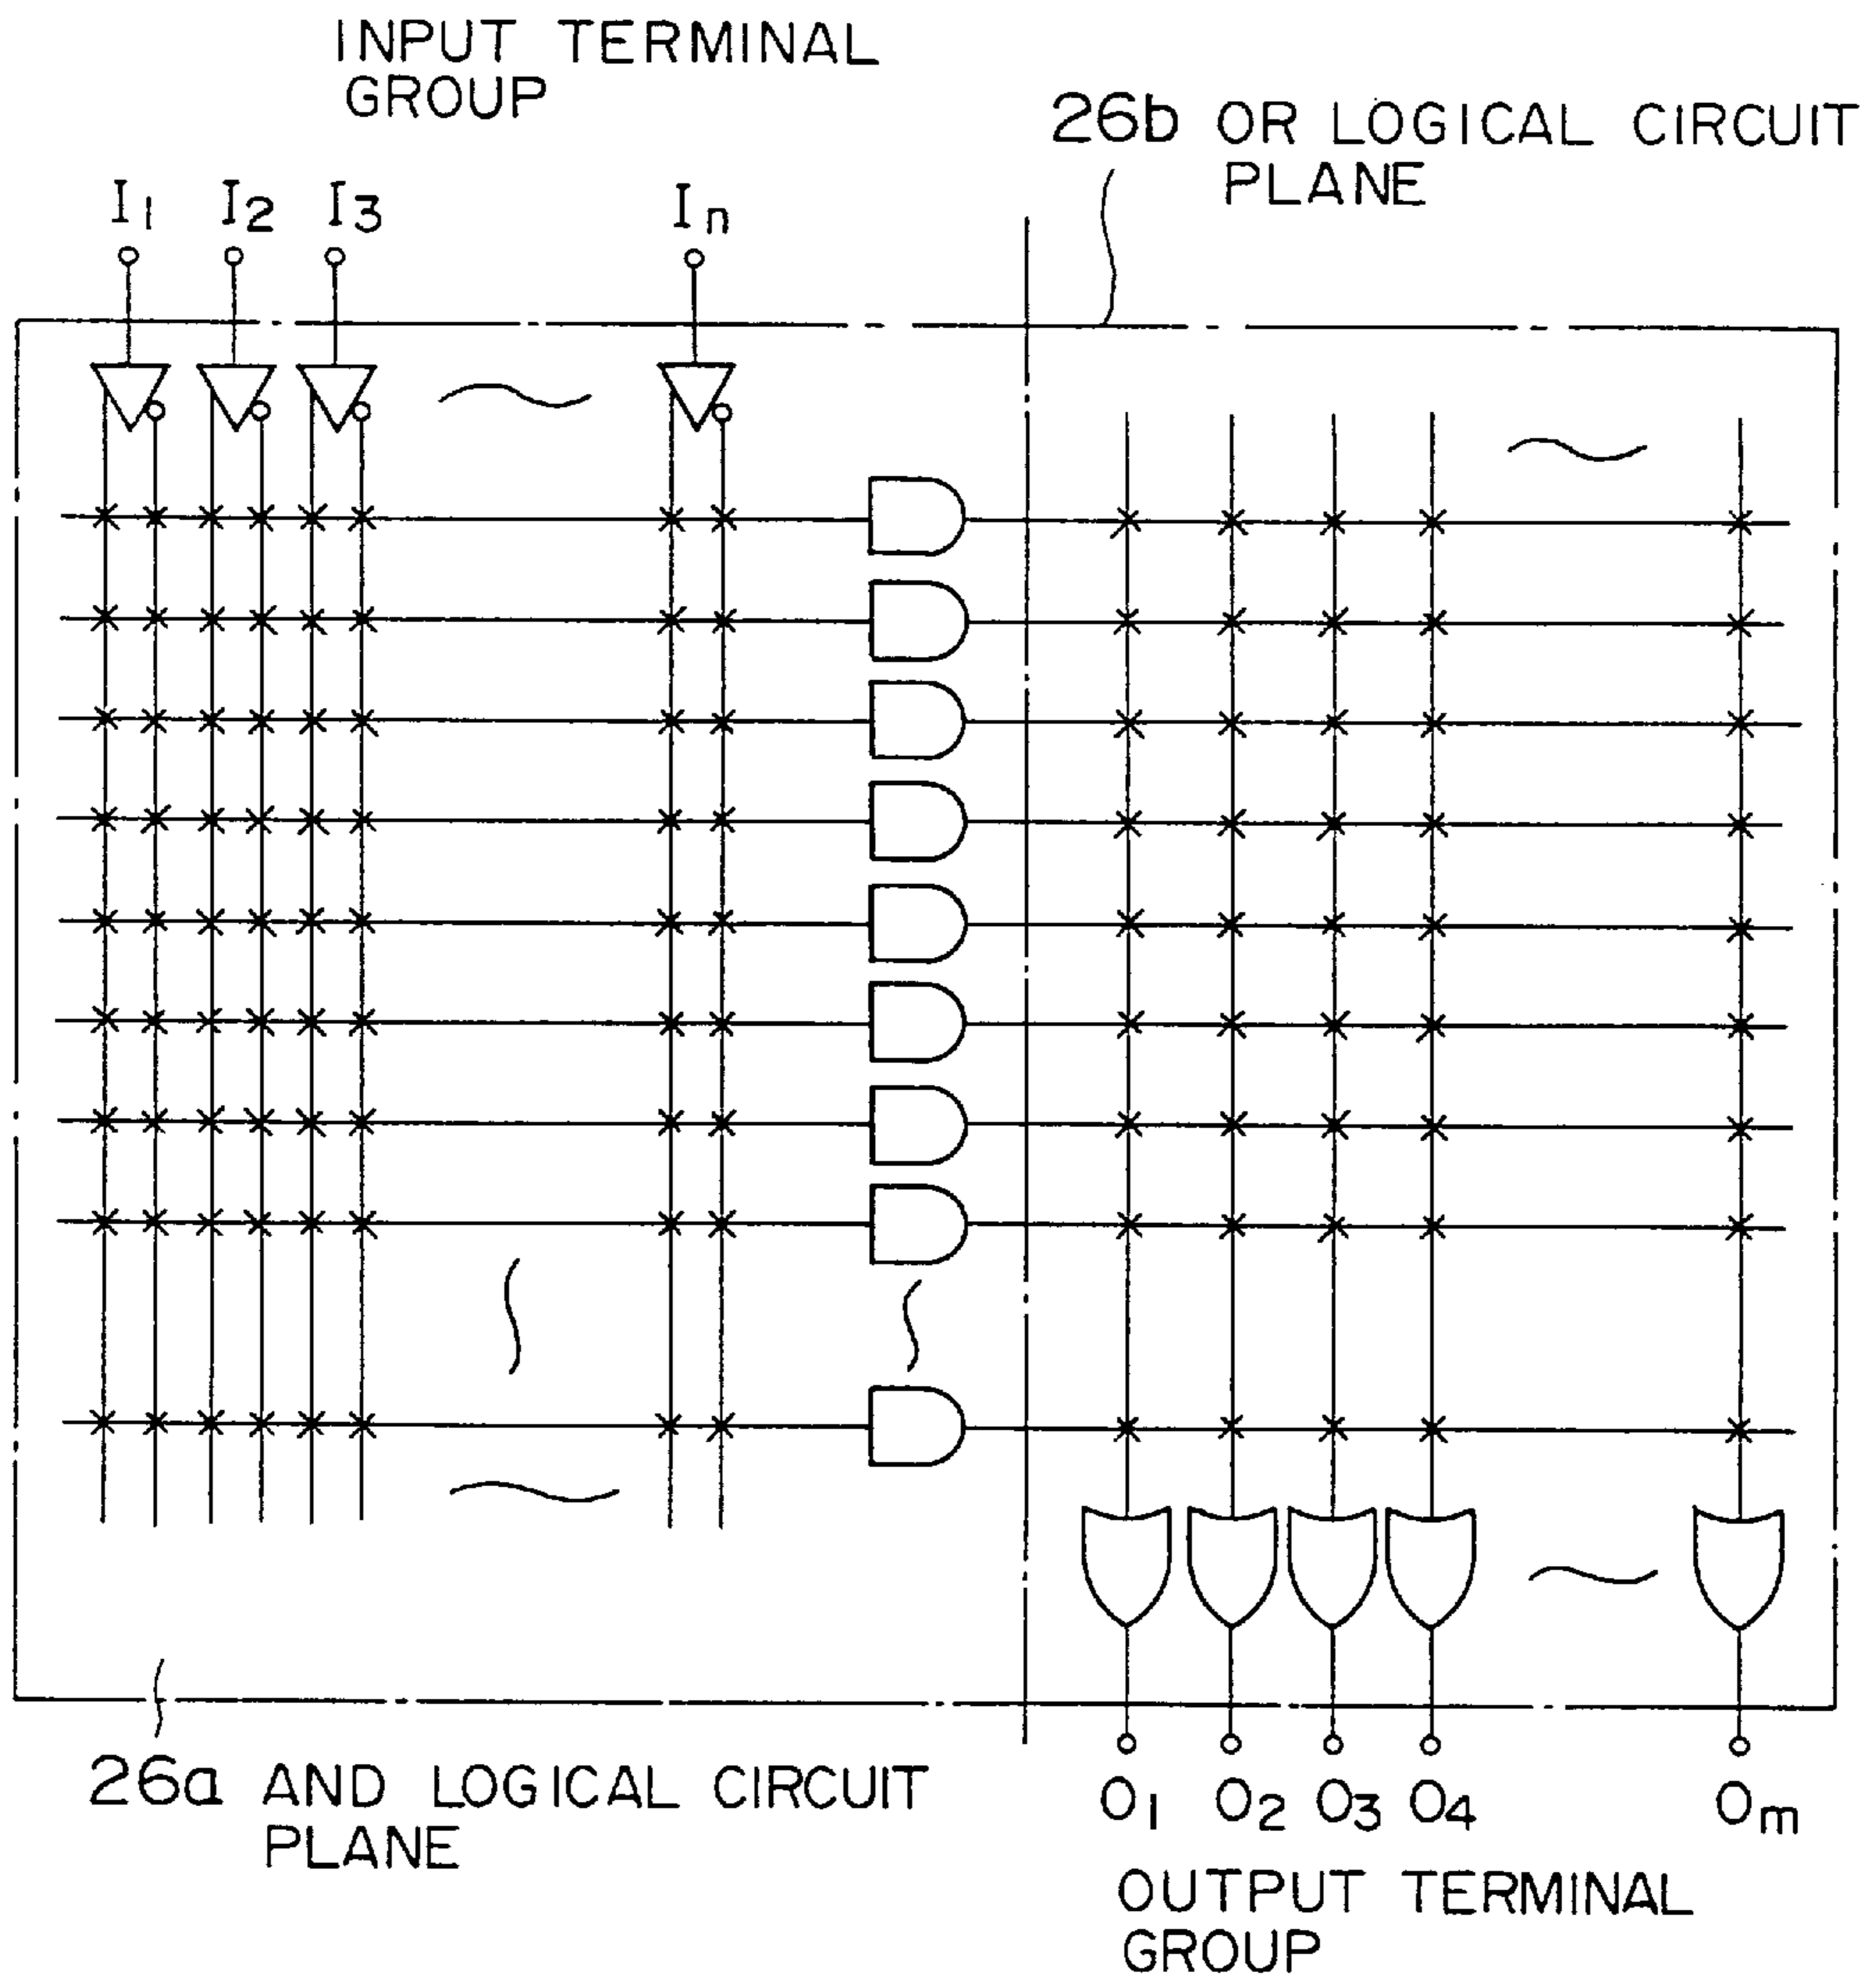 INPUT TERMINAL
GROUP
26b OR LOGICAL CIRCUIT
PLANE
I1 I2 I3 In
26a AND LOGICAL CIRCUIT
PLANE
O1 O2 O3 O4 Om
OUTPUT TERMINAL
GROUP